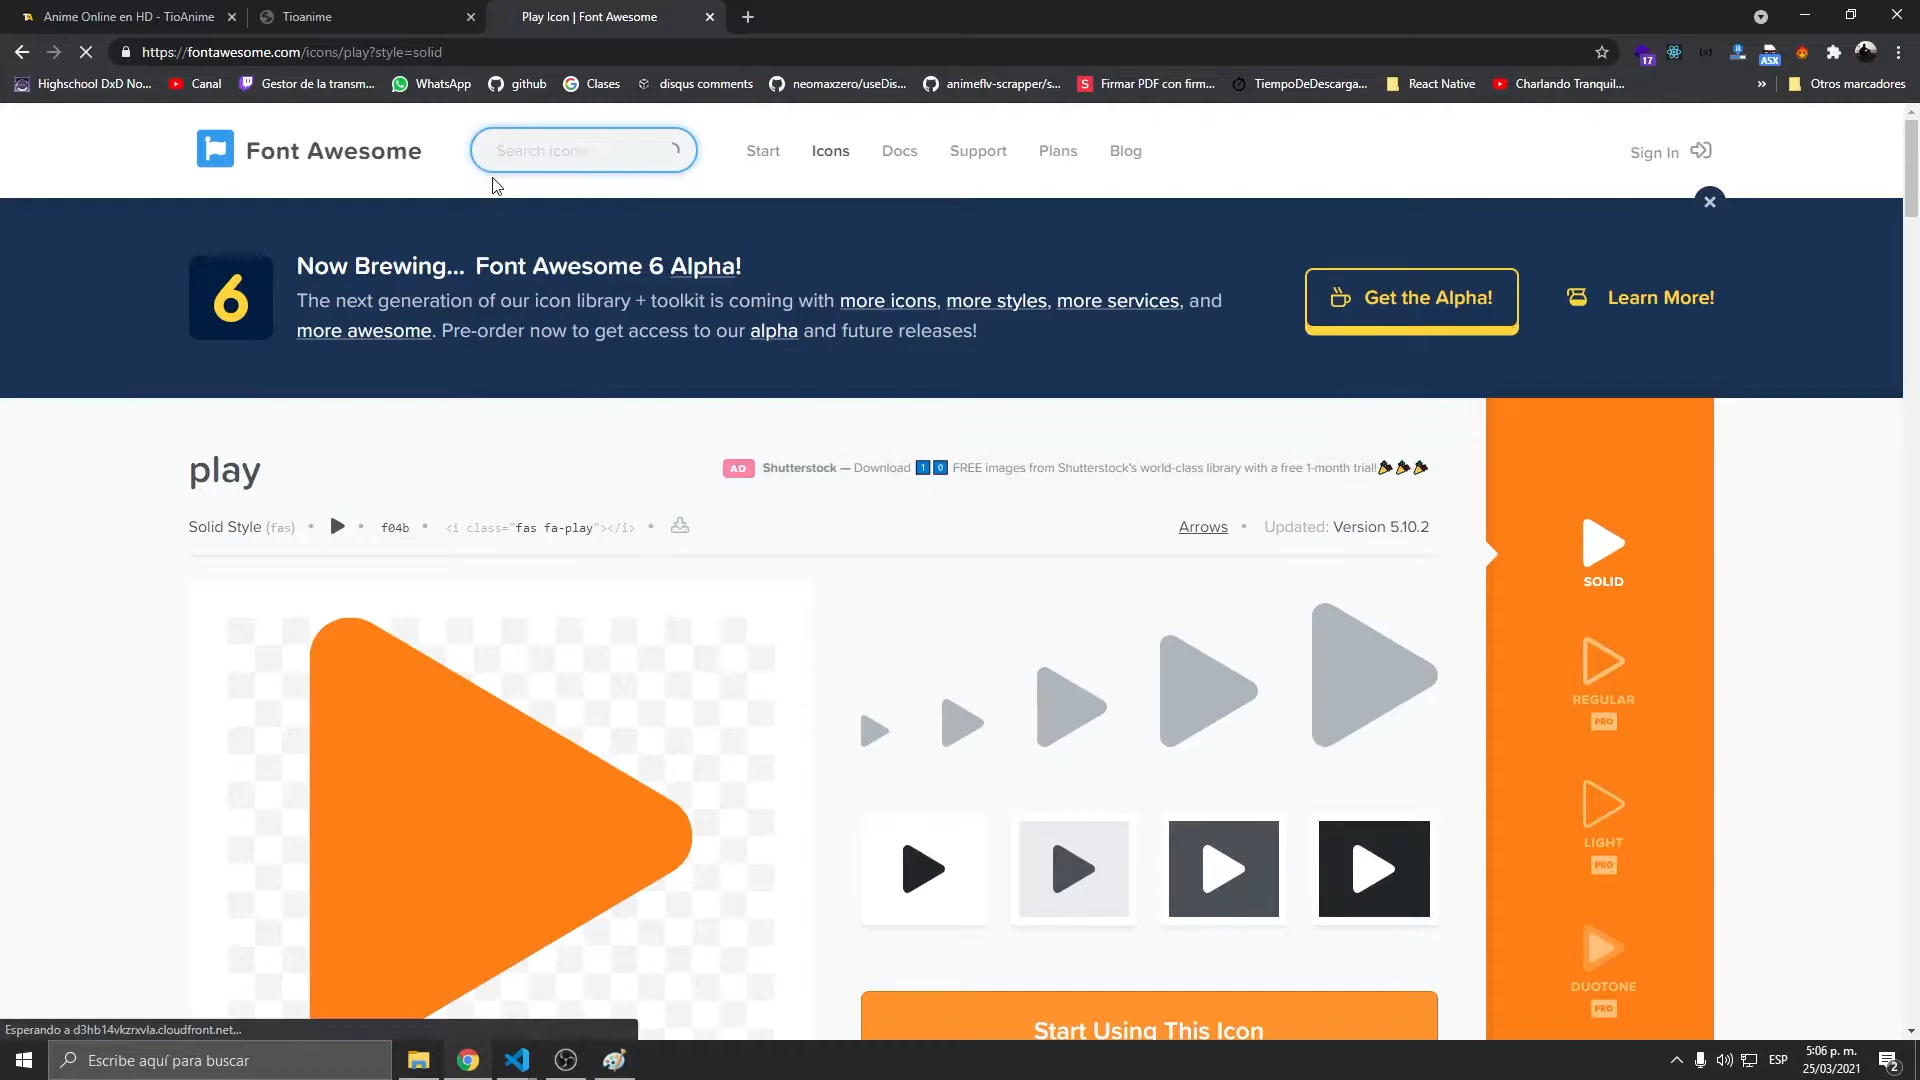 Anime Online en HD - TioAnime
Tioanime
Play Icon | Font Awesome
https://fontawesome.com/icons/play?style=solid
17
ASX
Highschool DxD No...
Canal
Gestor de la transm...
WhatsApp
github
Clases
disqus comments
neomaxzero/useDis...
animeflv-scrapper/s...
S
Firmar PDF con firm...
TiempoDeDescarga...
React Native
Charlando Tranquil...
»
Otros marcadores
Font Awesome
Search icons
Start
Icons
Docs
Support
Plans
Blog
Sign In
6
Now Brewing... Font Awesome 6 Alpha!
The next generation of our icon library + toolkit is coming with more icons, more styles, more services, and
more awesome. Pre-order now to get access to our alpha and future releases!
Get the Alpha!
Learn More!
play
AD Shutterstock — Download 1 0 FREE images from Shutterstock's world-class library with a free 1-month trial!
Solid Style (fas) • • f04b • <i class="fas fa-play"></i> •
Arrows • Updated: Version 5.10.2
SOLID
REGULAR
PRO
LIGHT
PRO
DUOTONE
PRO
Start Using This Icon
Esperando a d3hb14vkzrxvla.cloudfront.net...
Escribe aquí para buscar
ESP
5:06 p. m.
25/03/2021
2